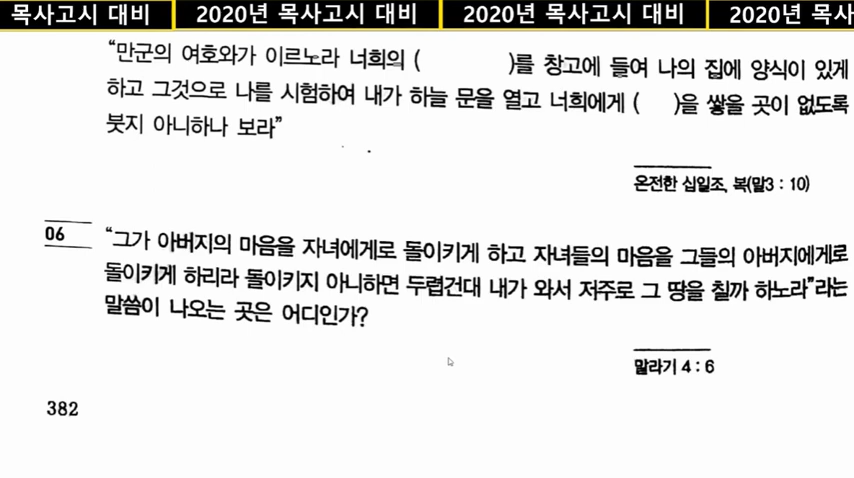 목사고시 대비 2020년 목사고시 대비 2020년 목사고시 대비 2020년 목사
“만군의 여호와가 이르노라 너희의 ( )를 창고에 들여 나의 집에 양식이 있게
하고 그것으로 나를 시험하여 내가 하늘 문을 열고 너희에게 ( )을 쌓을 곳이 없도록
붓지 아니하나 보라”
온전한 십일조, 복(말3 : 10)
06 “그가 아버지의 마음을 자녀에게로 돌이키게 하고 자녀들의 마음을 그들의 아버지에게로
돌이키게 하리라 돌이키지 아니하면 두렵건대 내가 와서 저주로 그 땅을 칠까 하노라”라는
말씀이 나오는 곳은 어디인가?
말라기 4 : 6
382